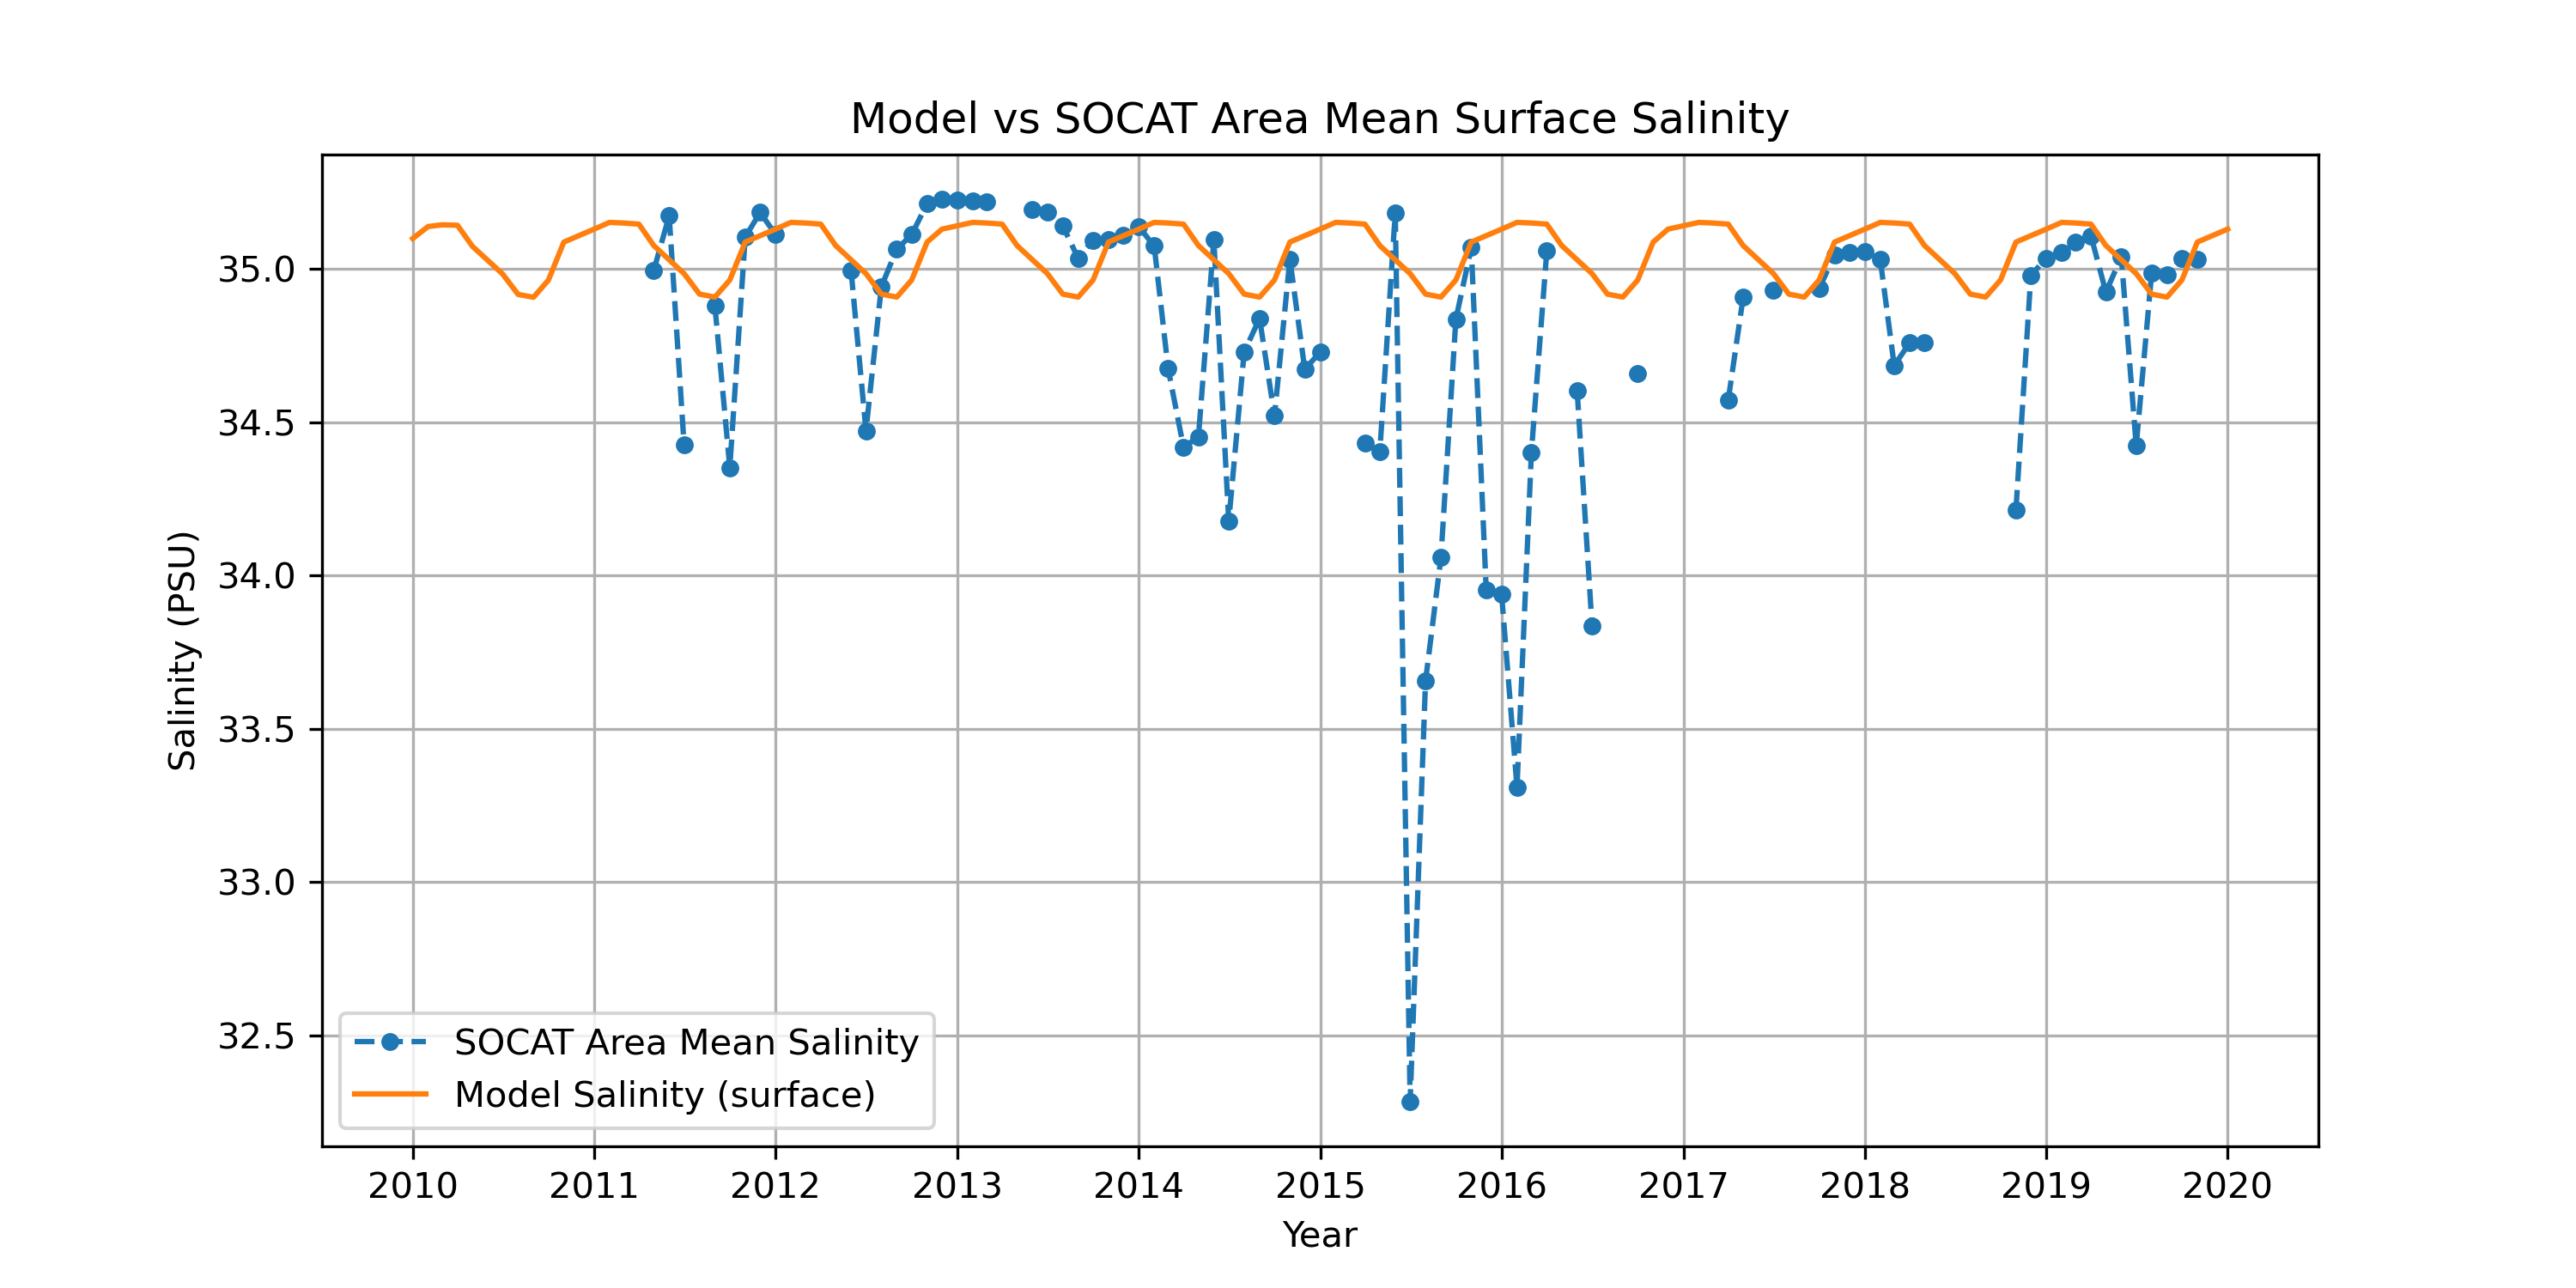 Model vs SOCAT Area Mean Surface Salinity
Salinity (PSU)
35.0
34.5
34.0
33.5
33.0
32.5
SOCAT Area Mean Salinity
Model Salinity (surface)
2010 2011 2012 2013 2014 2015 2016 2017 2018 2019 2020
Year